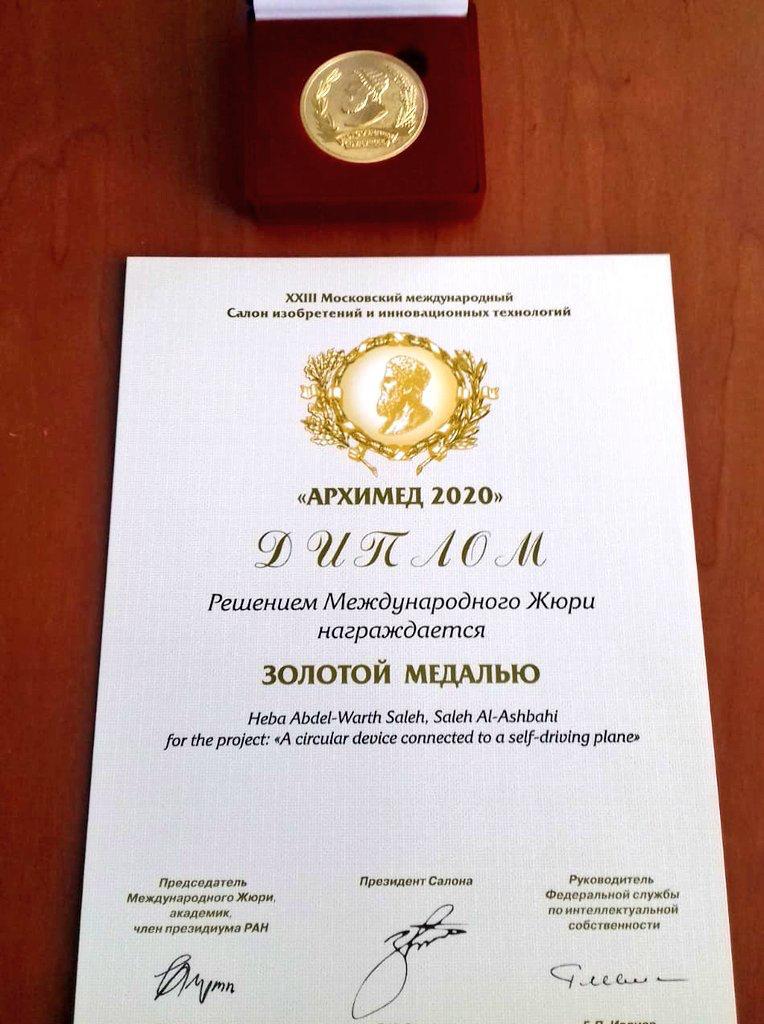 XXIII Московский международный
Салон изобретений и инновационных технологий
«АРХИМЕД 2020»
ДИПЛОМ
Решением Международного Жюри
награждается
ЗОЛОТОЙ МЕДАЛЬЮ
Heba Abdel-Warth Saleh, Saleh Al-Ashbahi
for the project: «A circular device connected to a self-driving plane»
Председатель
Международного Жюри,
академик,
член президиума РАН
Президент Салона
Руководитель
Федеральной службы
по интеллектуальной
собственности